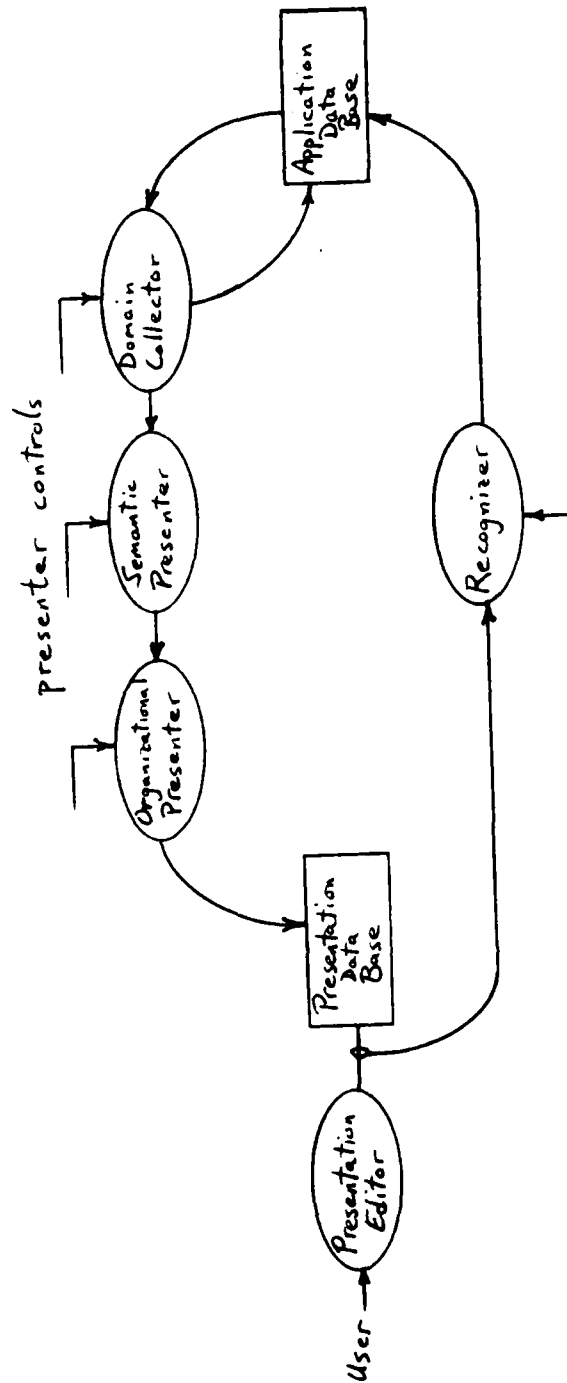 presenter controls
Organizational
Presenter
Semantic
Presenter
Domain
Collector
Application
Data
Base
Presentation
Data
Base
Recognizer
User
Presentation
Editor